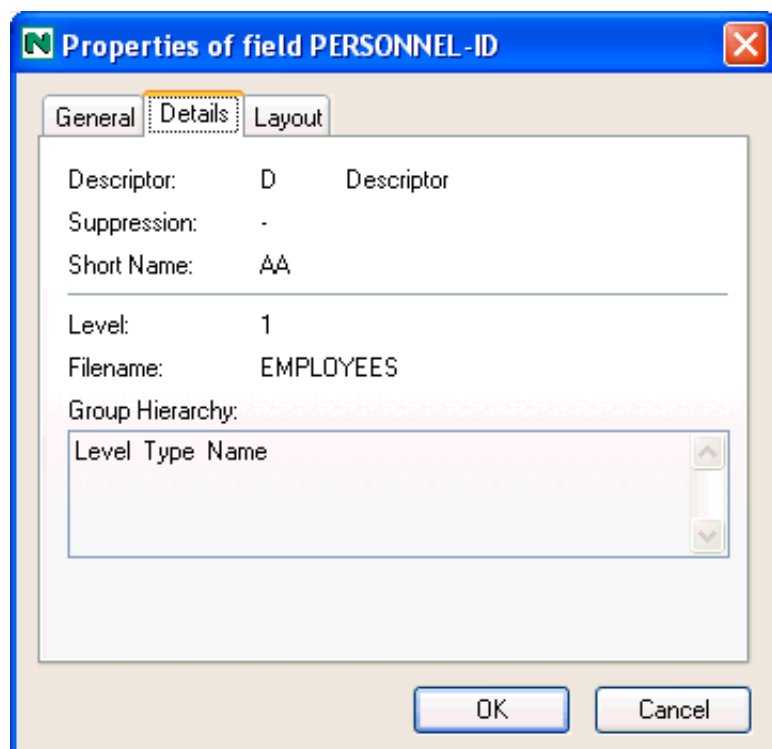 Properties of field PERSONNEL-ID
General Details Layout
Descriptor: D Descriptor
Suppression: -
Short Name: AA
Level: 1
Filename: EMPLOYEES
Group Hierarchy:
Level Type Name
OK Cancel